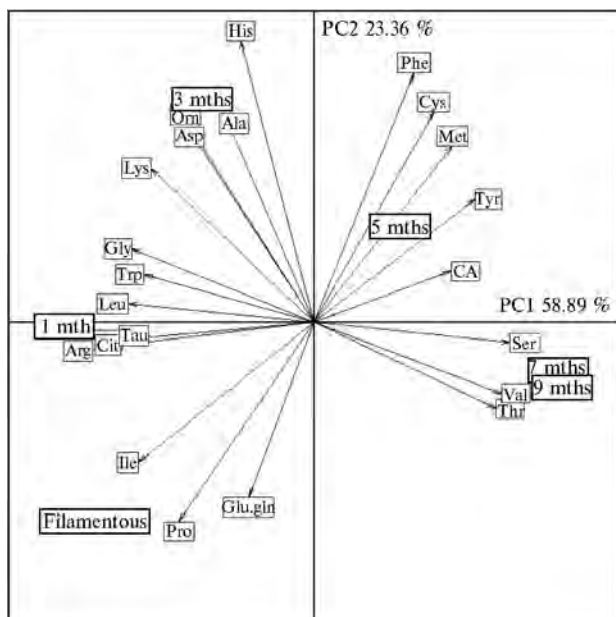 His
PC2 23.36 %
Phe
3 mths
Cys
Orn
Ala
Asp
Met
Lys
Tyr
5 mths
Gly
Trp
CA
Leu
PC1 58.89 %
1 mth
Tau
Cit
Arg
Ser
7 mths
9 mths
Val
Thr
Ile
Glu.gln
Filamentous
Pro